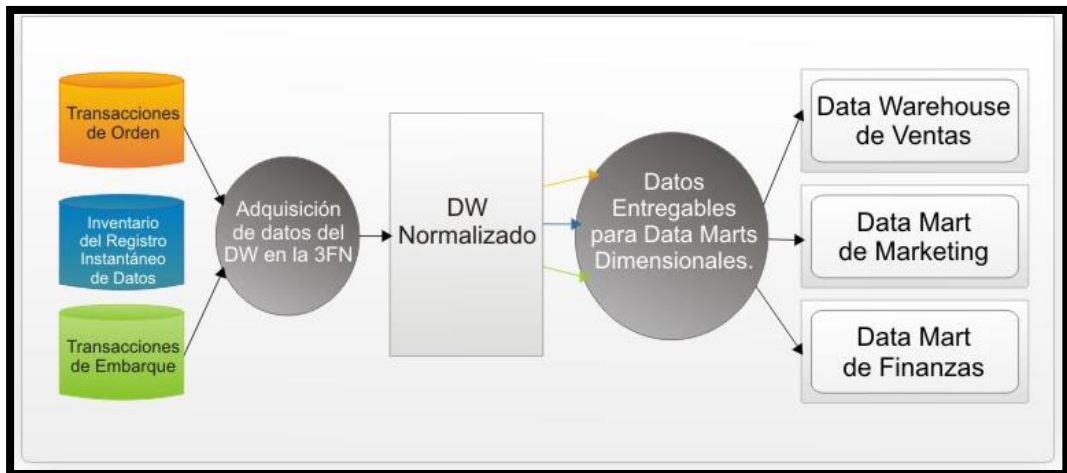 Transacciones
de Orden
Inventario
del Registro
Instantáneo
de Datos
Transacciones
de Embarque
Adquisición
de datos del
DW en la 3FN
DW
Normalizado
Datos
Entregables
para Data Marts
Dimensionales.
Data Warehouse
de Ventas
Data Mart
de Marketing
Data Mart
de Finanzas